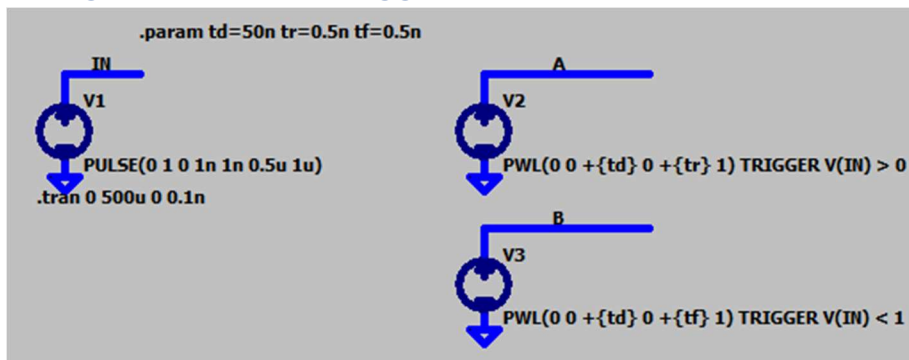 .param td=50n tr=0.5n tf=0.5n
IN
V1
PULSE(0 1 0 1n 1n 0.5u 1u)
.tran 0 500u 0 0.1n
A
V2
PWL(0 0 +{td} 0 +{tr} 1) TRIGGER V(IN) > 0
B
V3
PWL(0 0 +{td} 0 +{tf} 1) TRIGGER V(IN) < 1